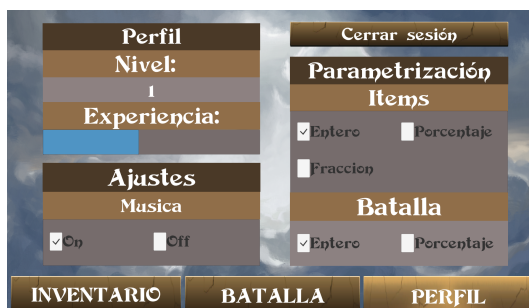 Perfil
Nivel:
1
Experiencia:
Ajustes
Musica
On Off
Cerrar sesión
Parametrización
Items
Entero Porcentaje
Fraccion
Batalla
Entero Porcentaje
INVENTARIO BATALLA PERFIL